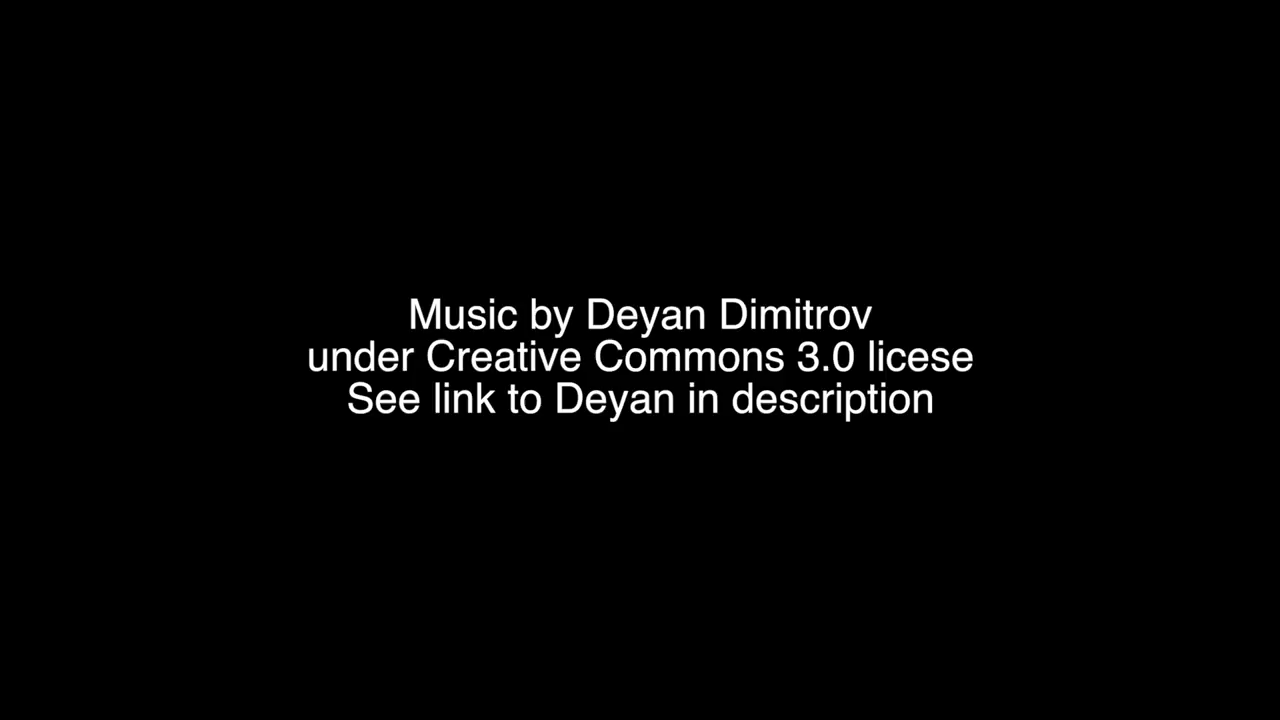 Music by Deyan Dimitrov
under Creative Commons 3.0 licese
See link to Deyan in description